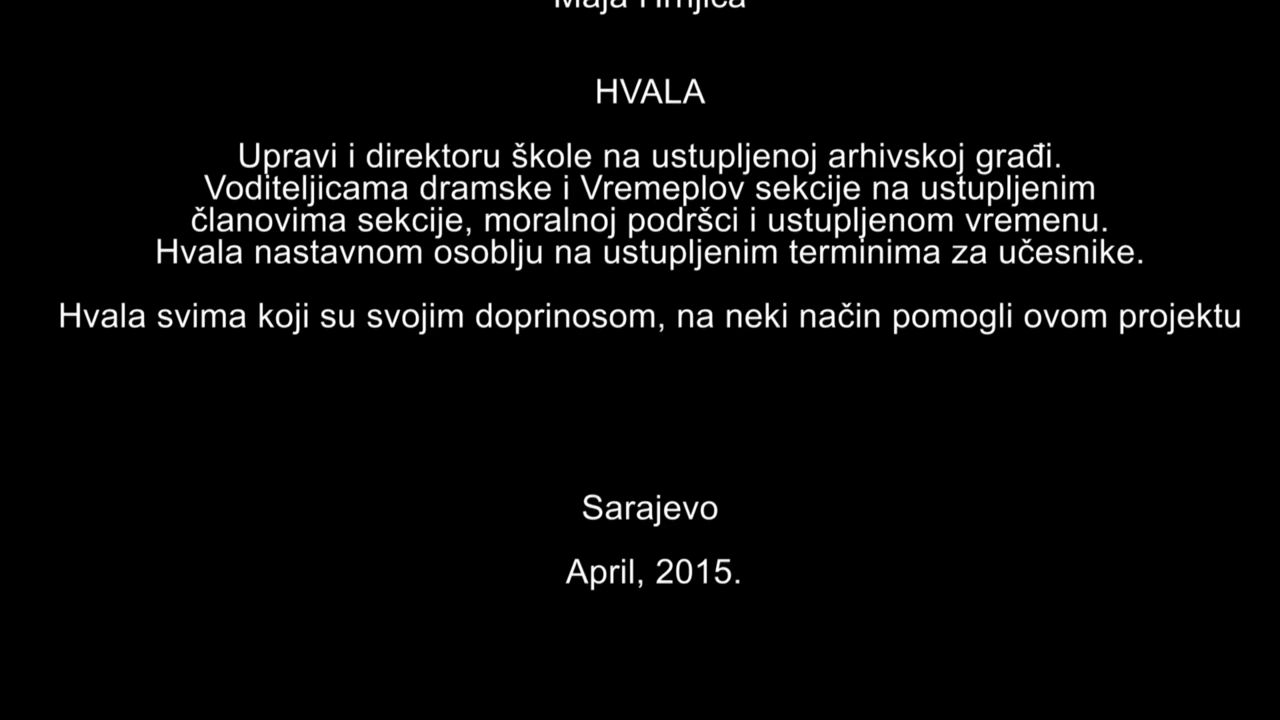 Maja
HVALA
Upravi i direktoru škole na ustupljenoj arhivskoj građi.
Voditeljicama dramske i Vremeplov sekcije na ustupljenim
članovima sekcije, moralnoj podršci i ustupljenom vremenu.
Hvala nastavnom osoblju na ustupljenim terminima za učesnike.
Hvala svima koji su svojim doprinosom, na neki način pomogli ovom projektu
Sarajevo
April, 2015.